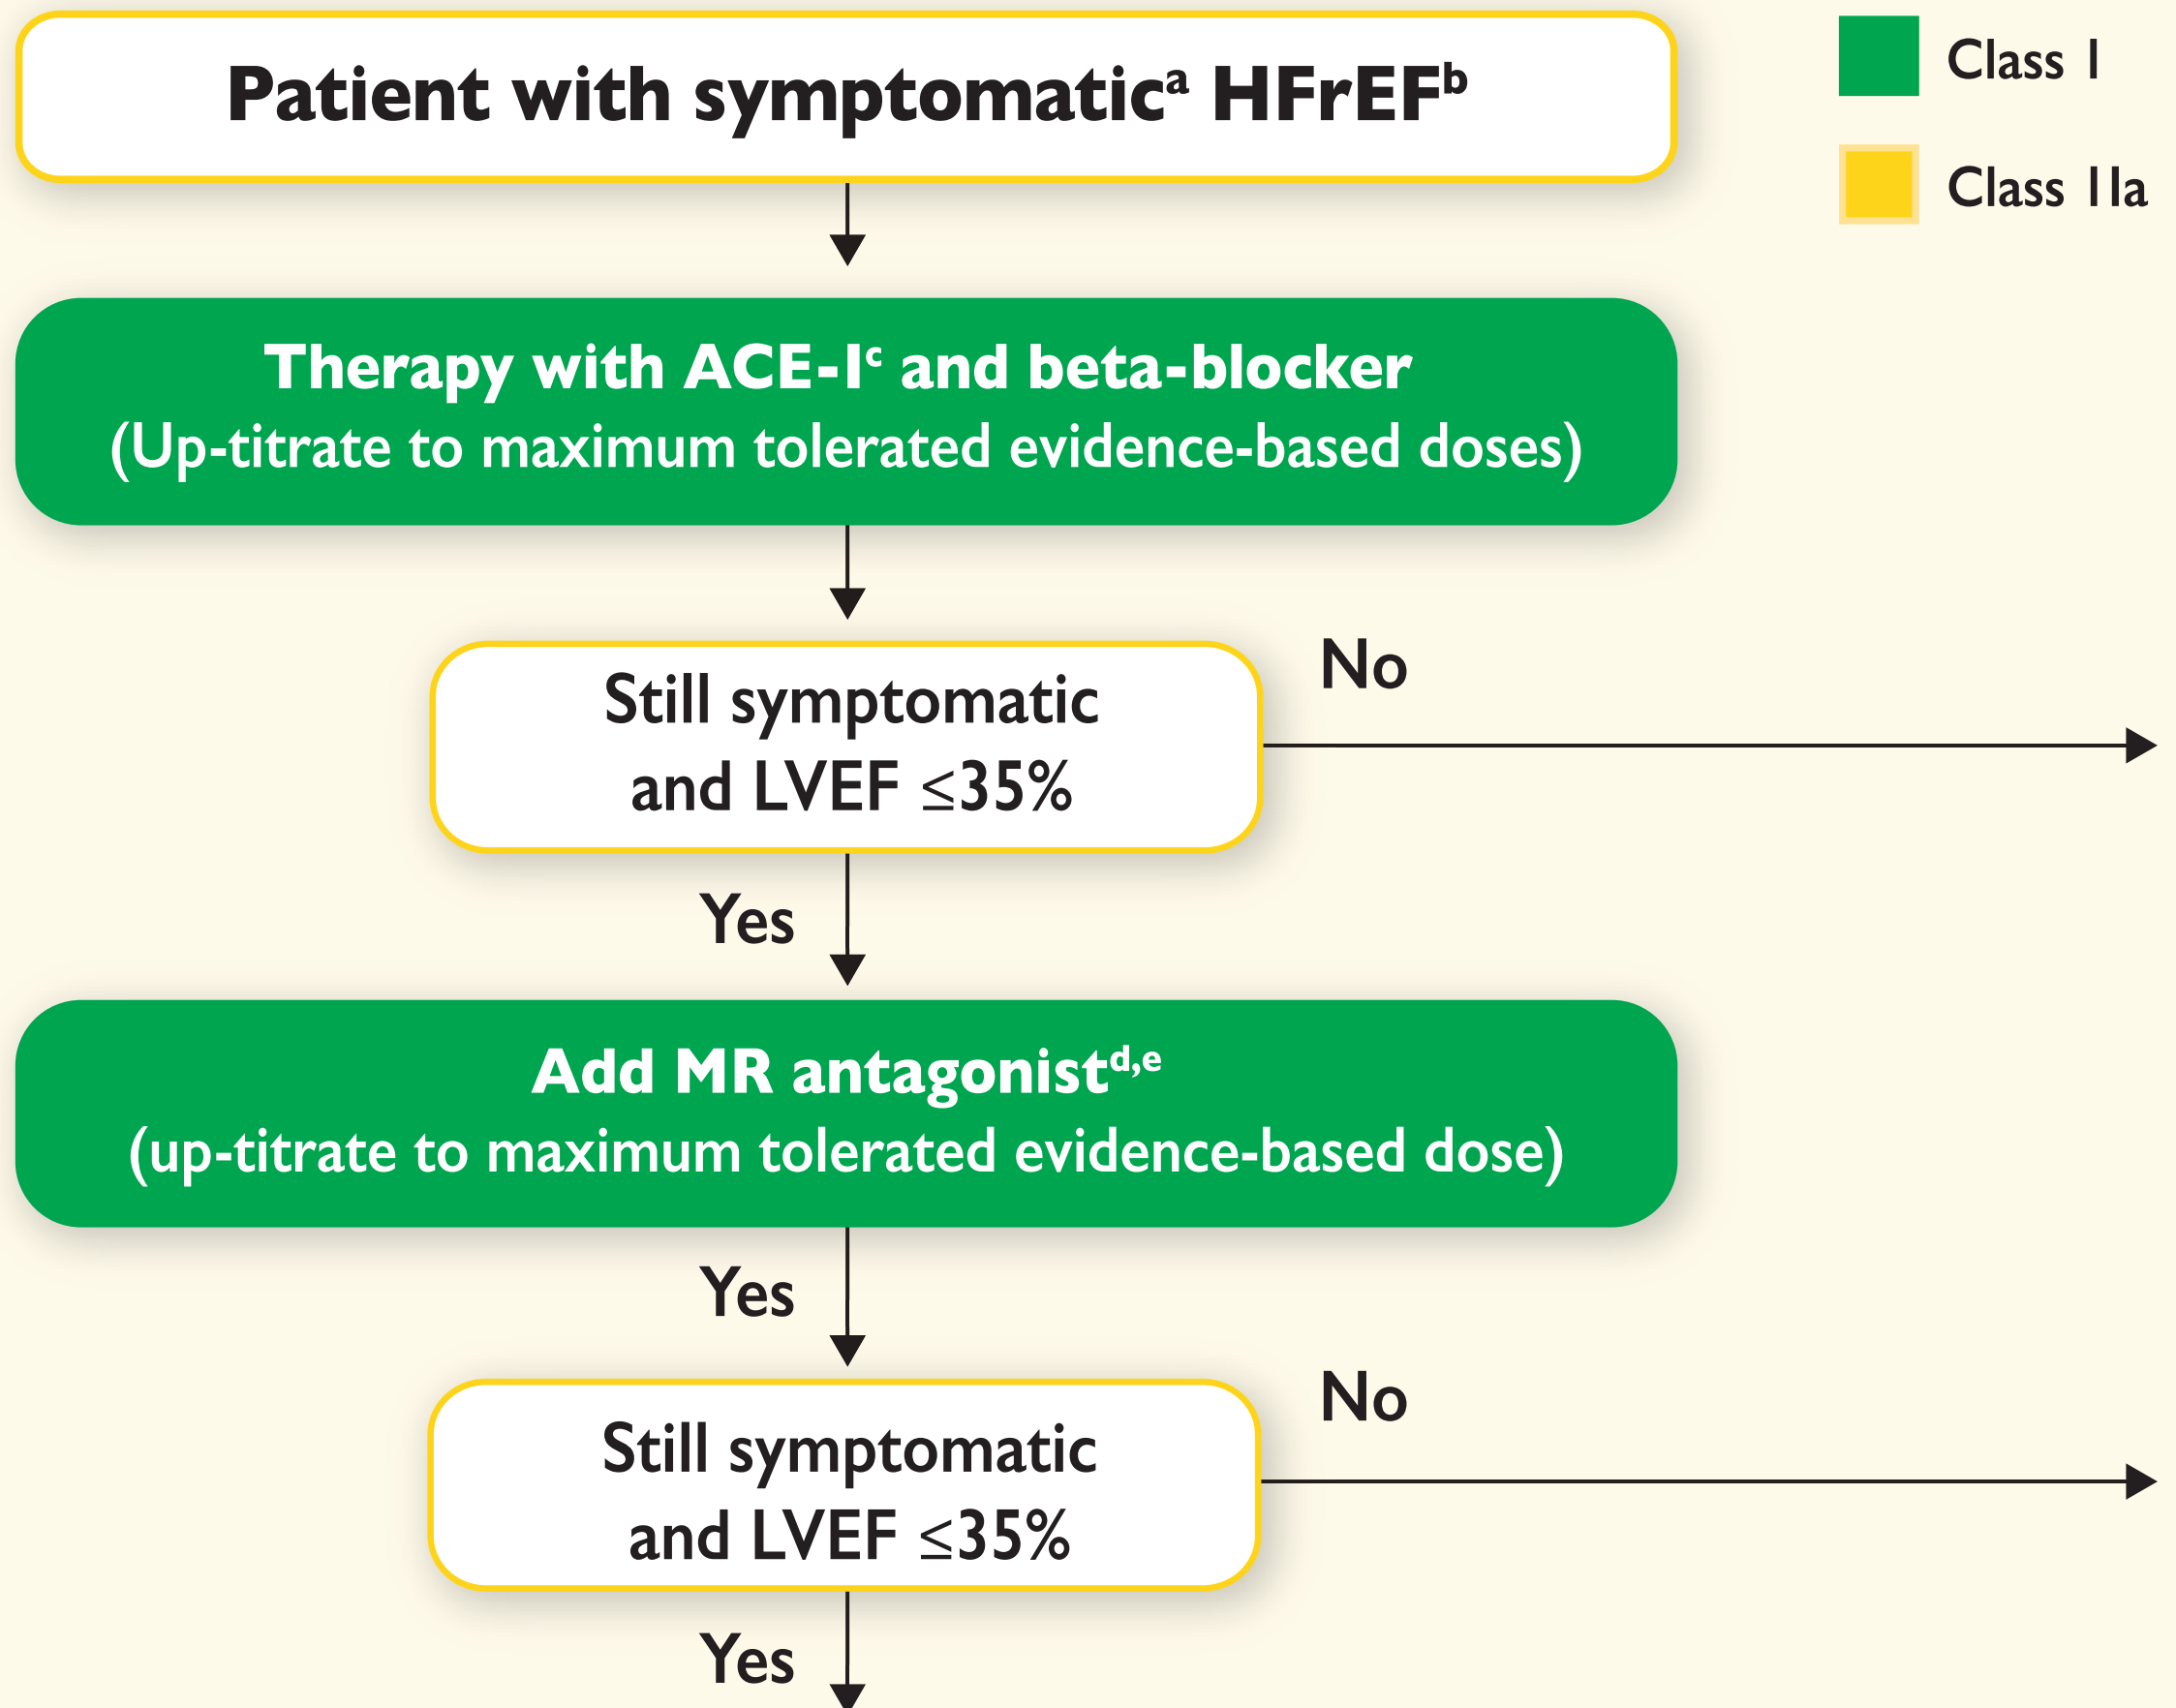 Patient with symptomaticᵃ HFrEFᵇ
Class I
Class IIa
Therapy with ACE-Iᶜ and beta-blocker
(Up-titrate to maximum tolerated evidence-based doses)
Still symptomatic
and LVEF ≤35%
No
Yes
Add MR antagonistᵈ,ᵉ
(up-titrate to maximum tolerated evidence-based dose)
Yes
Still symptomatic
and LVEF ≤35%
No
Yes